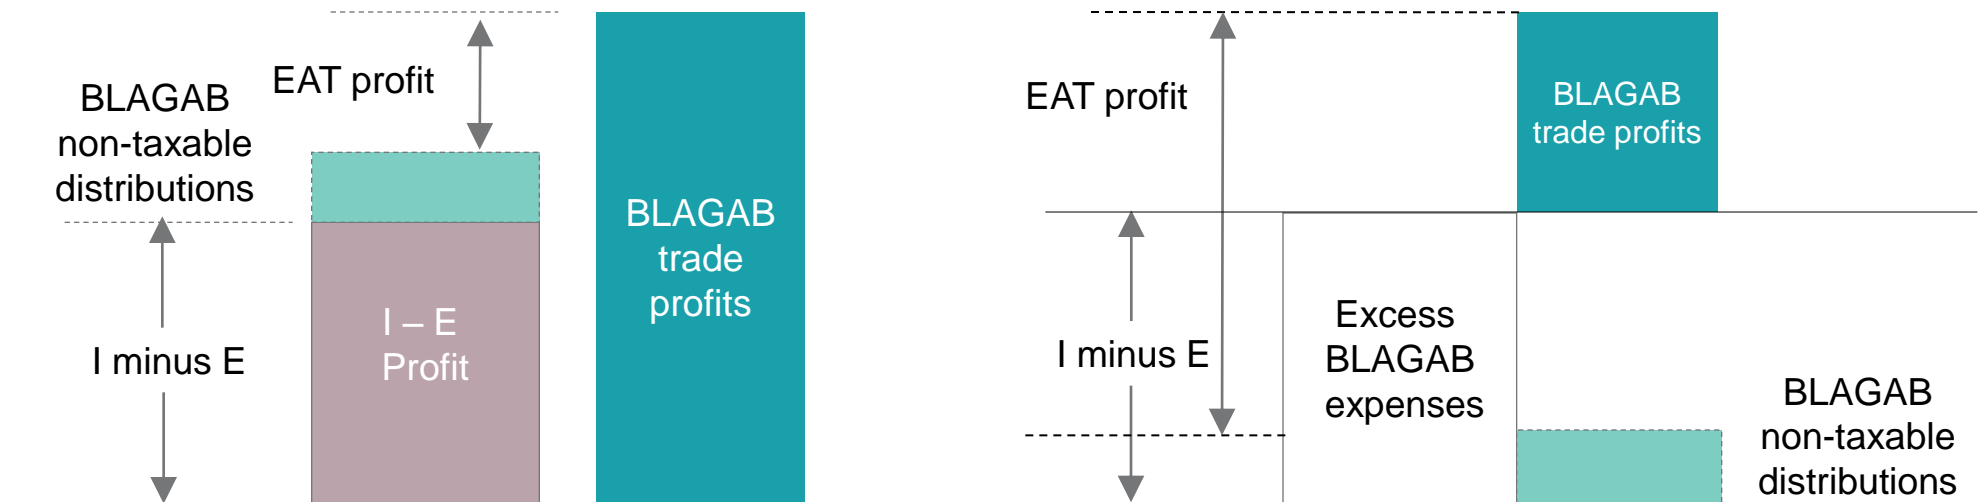 EAT profit
BLAGAB
non-taxable
distributions
I minus E
I – E
Profit
BLAGAB
trade
profits
EAT profit
BLAGAB
trade profits
I minus E
Excess
BLAGAB
expenses
BLAGAB
non-taxable
distributions